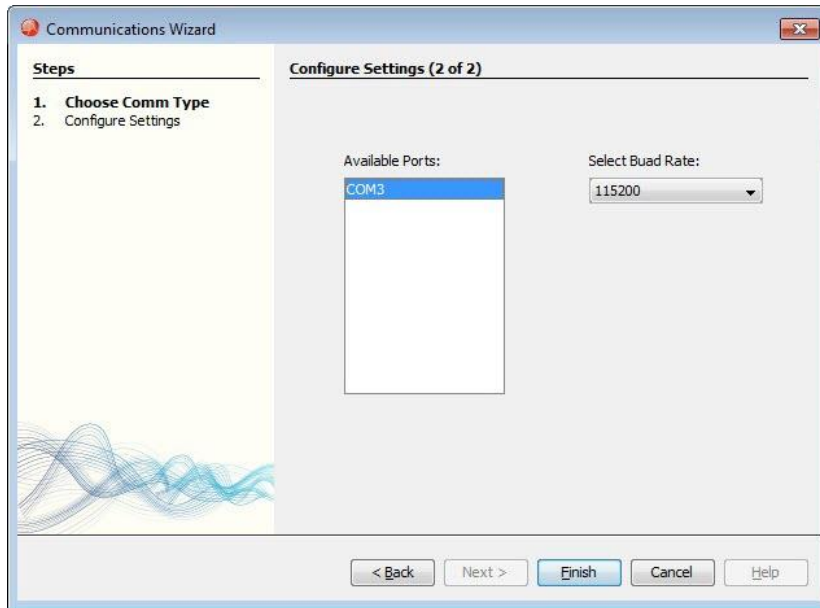 Communications Wizard
Steps
1. Choose Comm Type
2. Configure Settings
Configure Settings (2 of 2)
Available Ports:
COM3
Select Buad Rate:
115200
< Back
Next >
Finish
Cancel
Help